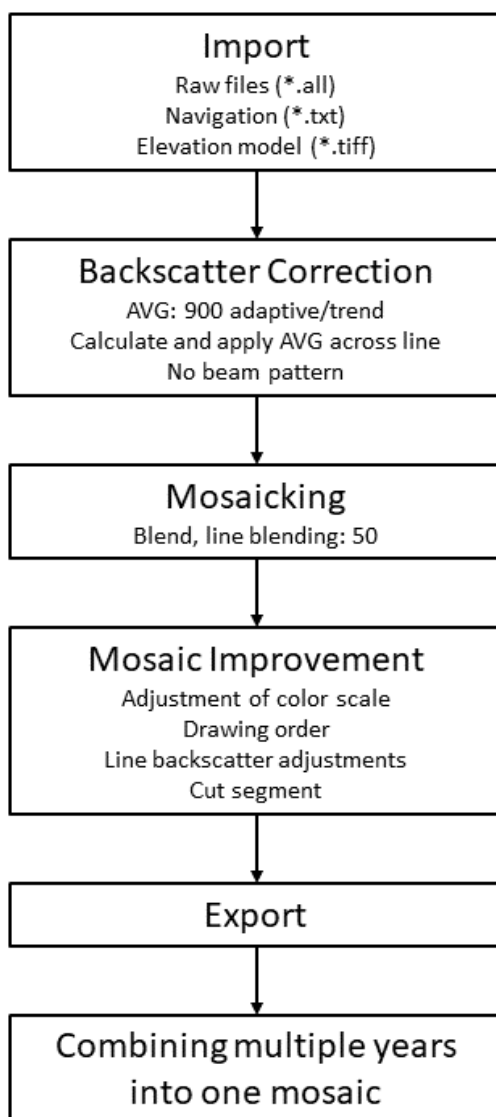 Import
Raw files (*.all)
Navigation (*.txt)
Elevation model (*.tiff)
Backscatter Correction
AVG: 900 adaptive/trend
Calculate and apply AVG across line
No beam pattern
Mosaicking
Blend, line blending: 50
Mosaic Improvement
Adjustment of color scale
Drawing order
Line backscatter adjustments
Cut segment
Export
Combining multiple years
into one mosaic